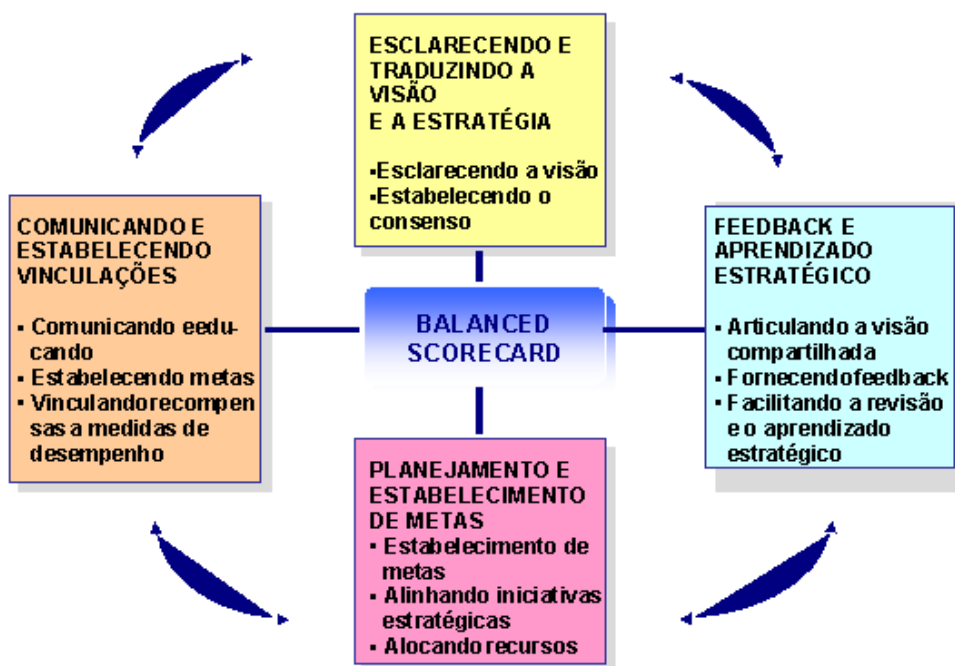 ESCLARECENDO E
TRADUZINDO A
VISÃO
E A ESTRATÉGIA
▪Esclarecendo a visão
▪Estabelecendo o
consenso
COMUNICANDO E
ESTABELECENDO
VINCULAÇÕES
▪ Comunicando eedu-
cando
▪ Estabelecendo metas
▪ Vinculandorecompen
sas a medidas de
desempenho
BALANCED
SCORECARD
FEEDBACK E
APRENDIZADO
ESTRATÉGICO
▪ Articulando a visão
compartilhada
▪ Fornecendofeedback
▪ Facilitando a revisão
e o aprendizado
estratégico
PLANEJAMENTO E
ESTABELECIMENTO
DE METAS
▪ Estabelecimento de
metas
▪ Alinhando iniciativas
estratégicas
▪ Alocando recursos